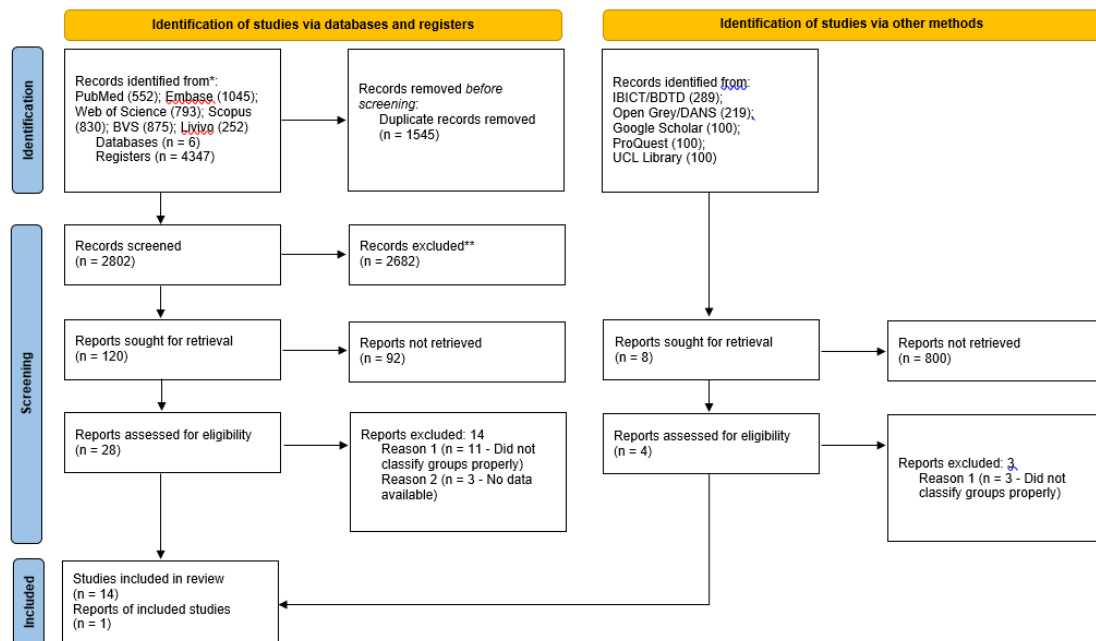 Identification of studies via databases and registers
Identification of studies via other methods
Identification
Records identified from*:
PubMed (552); Embase (1045);
Web of Science (793); Scopus
(830); BVS (875); Livivo (252)
Databases (n = 6)
Registers (n = 4347)
Records removed before
screening:
Duplicate records removed
(n = 1545)
Records identified from:
IBICT/BDTD (289);
Open Grey/DANS (219);
Google Scholar (100);
ProQuest (100);
UCL Library (100)
Screening
Records screened
(n = 2802)
Records excluded**
(n = 2682)
Reports sought for retrieval
(n = 120)
Reports not retrieved
(n = 92)
Reports sought for retrieval
(n = 8)
Reports not retrieved
(n = 800)
Reports assessed for eligibility
(n = 28)
Reports excluded: 14
Reason 1 (n = 11 - Did not
classify groups properly)
Reason 2 (n = 3 - No data
available)
Reports assessed for eligibility
(n = 4)
Reports excluded: 3
Reason 1 (n = 3 - Did not
classify groups properly)
Included
Studies included in review
(n = 14)
Reports of included studies
(n = 1)